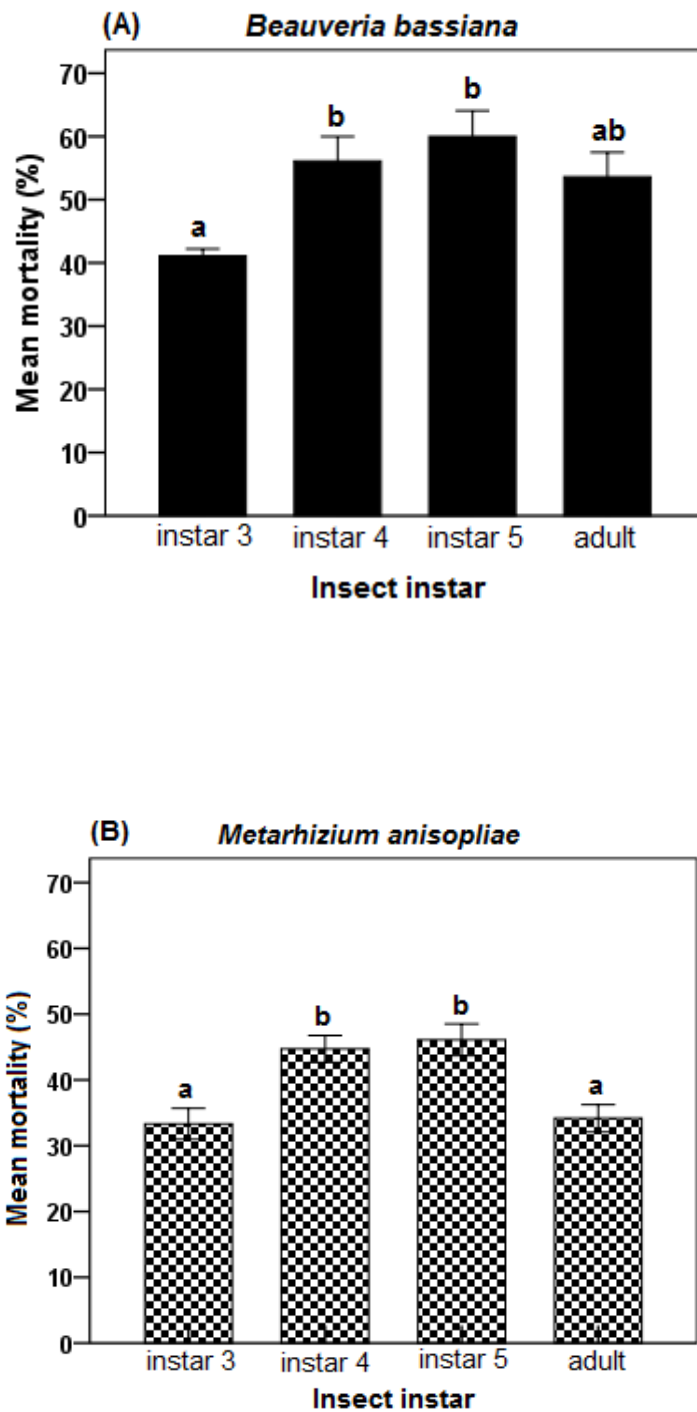 (A) Beauveria bassiana
Mean mortality (%)
70
60
50
40
30
20
10
0
a
b
b
ab
instar 3 instar 4 instar 5 adult
Insect instar
(B) Metarhizium anisopliae
Mean mortality (%)
70
60
50
40
30
20
10
0
a
b
b
a
instar 3 instar 4 instar 5 adult
Insect instar